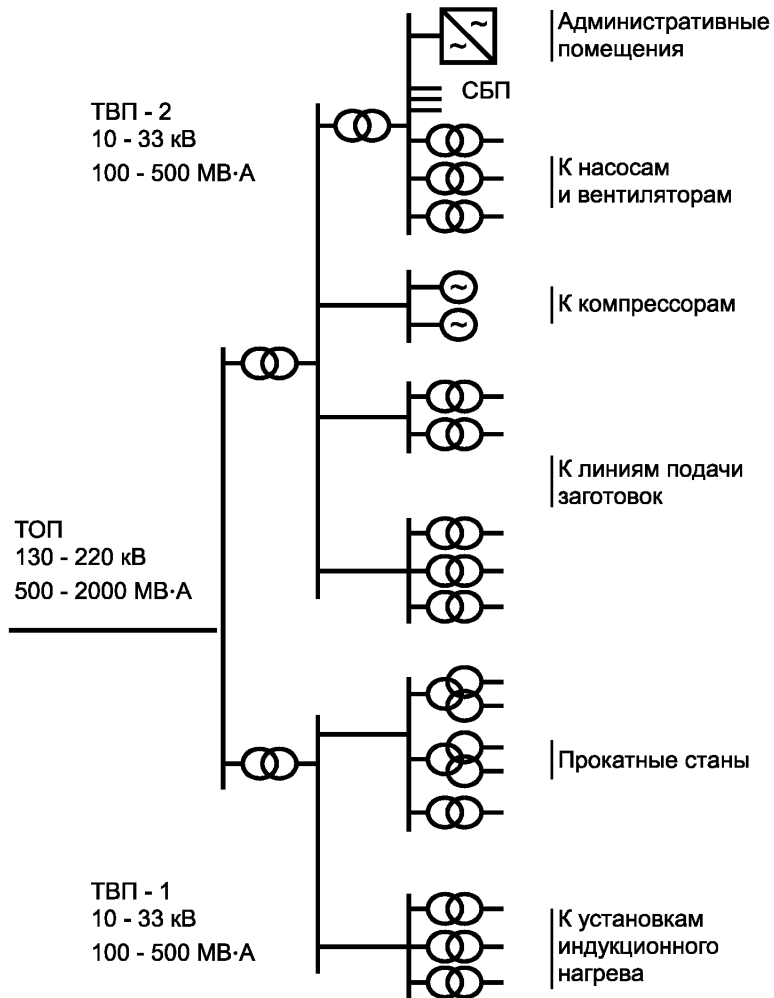 Административные
помещения
СБП
ТВП - 2
10 - 33 кВ
100 - 500 МВ·А
К насосам
и вентиляторам
~
~
~
~
К компрессорам
К линиям подачи
заготовок
ТОП
130 - 220 кВ
500 - 2000 МВ·А
Прокатные станы
ТВП - 1
10 - 33 кВ
100 - 500 МВ·А
К установкам
индукционного
нагрева